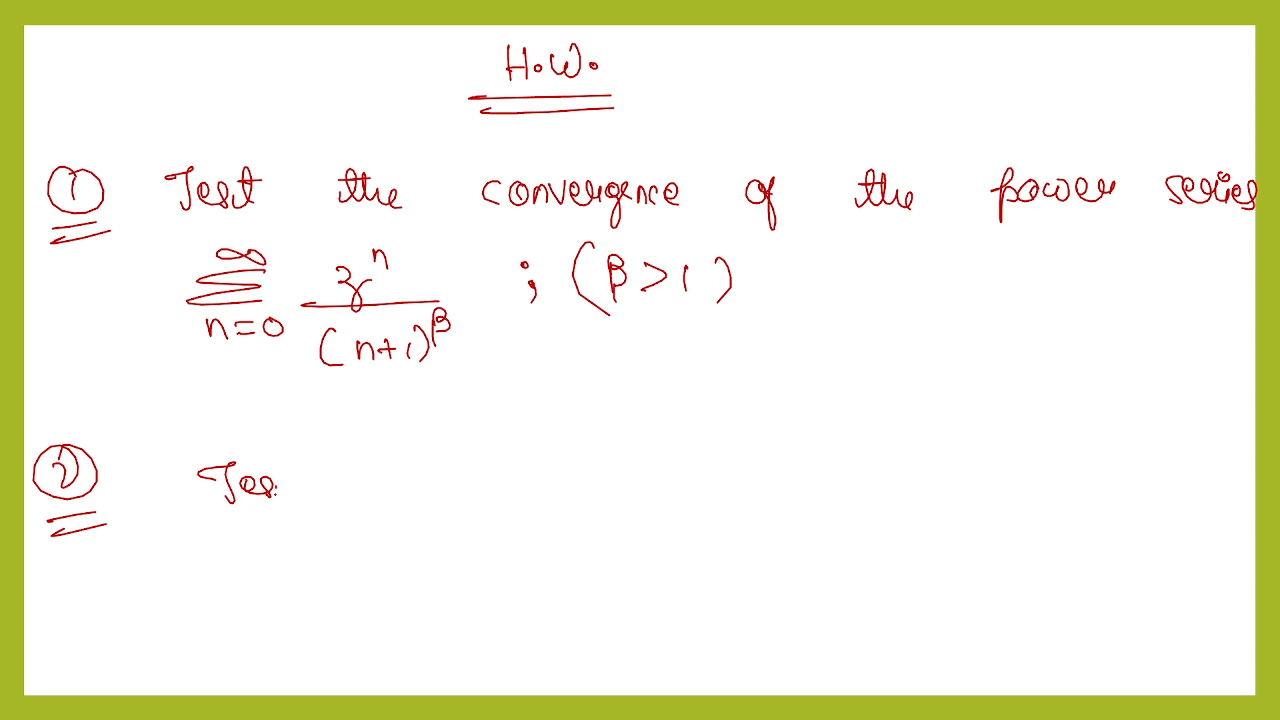 H.W.
① Test the convergence of the power series
∞
∑ z^n / (n+1)^β ; (β > 1)
n=0
② Tes